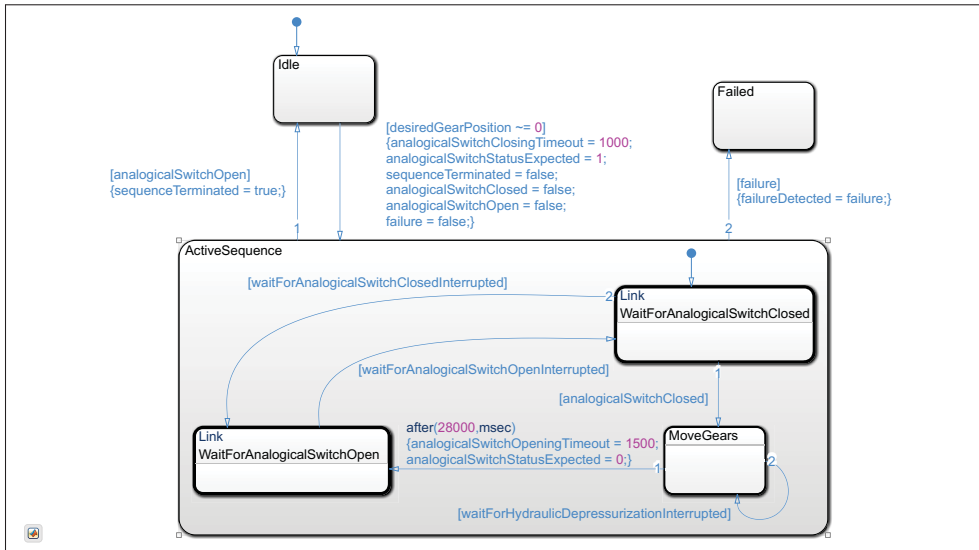 Idle
Failed
[desiredGearPosition ~= 0]
{analogicalSwitchClosingTimeout = 1000;
analogicalSwitchStatusExpected = 1;
sequenceTerminated = false;
analogicalSwitchClosed = false;
analogicalSwitchOpen = false;
failure = false;}
[analogicalSwitchOpen]
{sequenceTerminated = true;}
[failure]
{failureDetected = failure;}
1
2
ActiveSequence
[waitForAnalogicalSwitchClosedInterrupted]
2
Link
WaitForAnalogicalSwitchClosed
[waitForAnalogicalSwitchOpenInterrupted]
1
[analogicalSwitchClosed]
Link
WaitForAnalogicalSwitchOpen
after(28000,msec)
{analogicalSwitchOpeningTimeout = 1500;
analogicalSwitchStatusExpected = 0;}
MoveGears
1
2
[waitForHydraulicDepressurizationInterrupted]